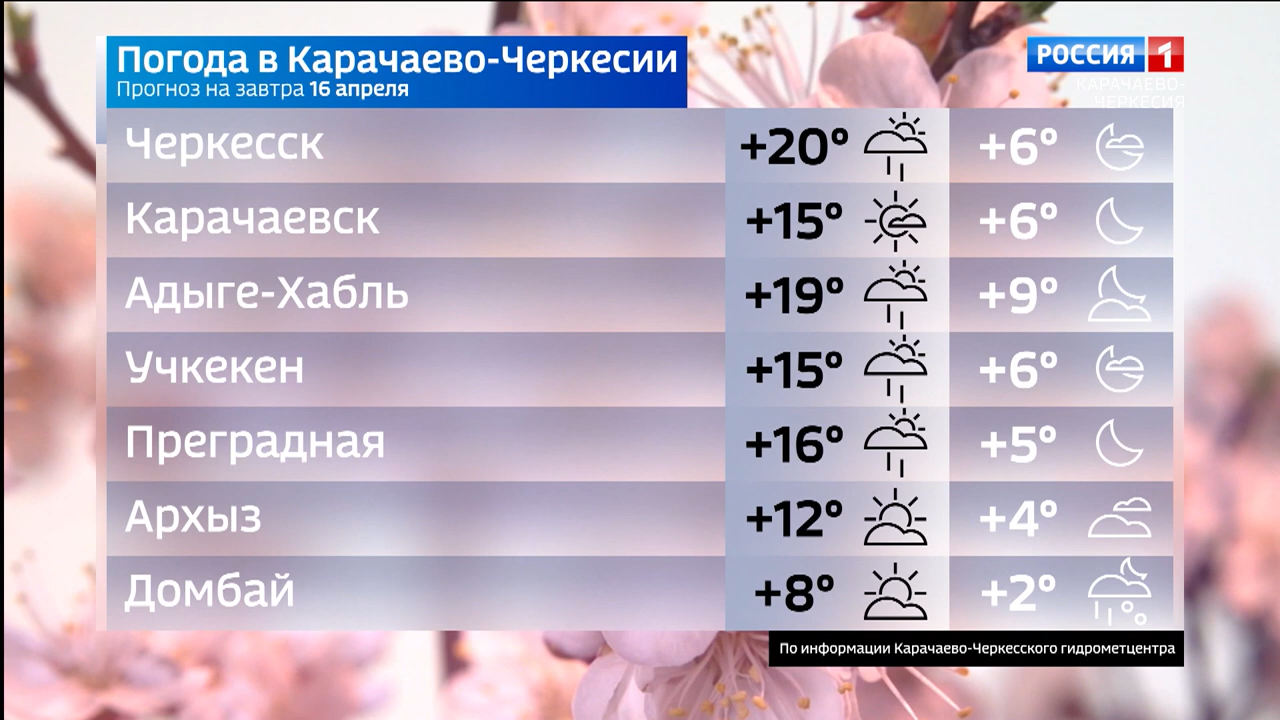 Погода в Карачаево-Черкесии
Прогноз на завтра 16 апреля
РОССИЯ 1
КАРАЧАЕВО-
ЧЕРКЕСИЯ
Черкесск +20° +6°
Карачаевск +15° +6°
Адыге-Хабль +19° +9°
Учкекен +15° +6°
Преградная +16° +5°
Архыз +12° +4°
Домбай +8° +2°
По информации Карачаево-Черкесского гидрометцентра